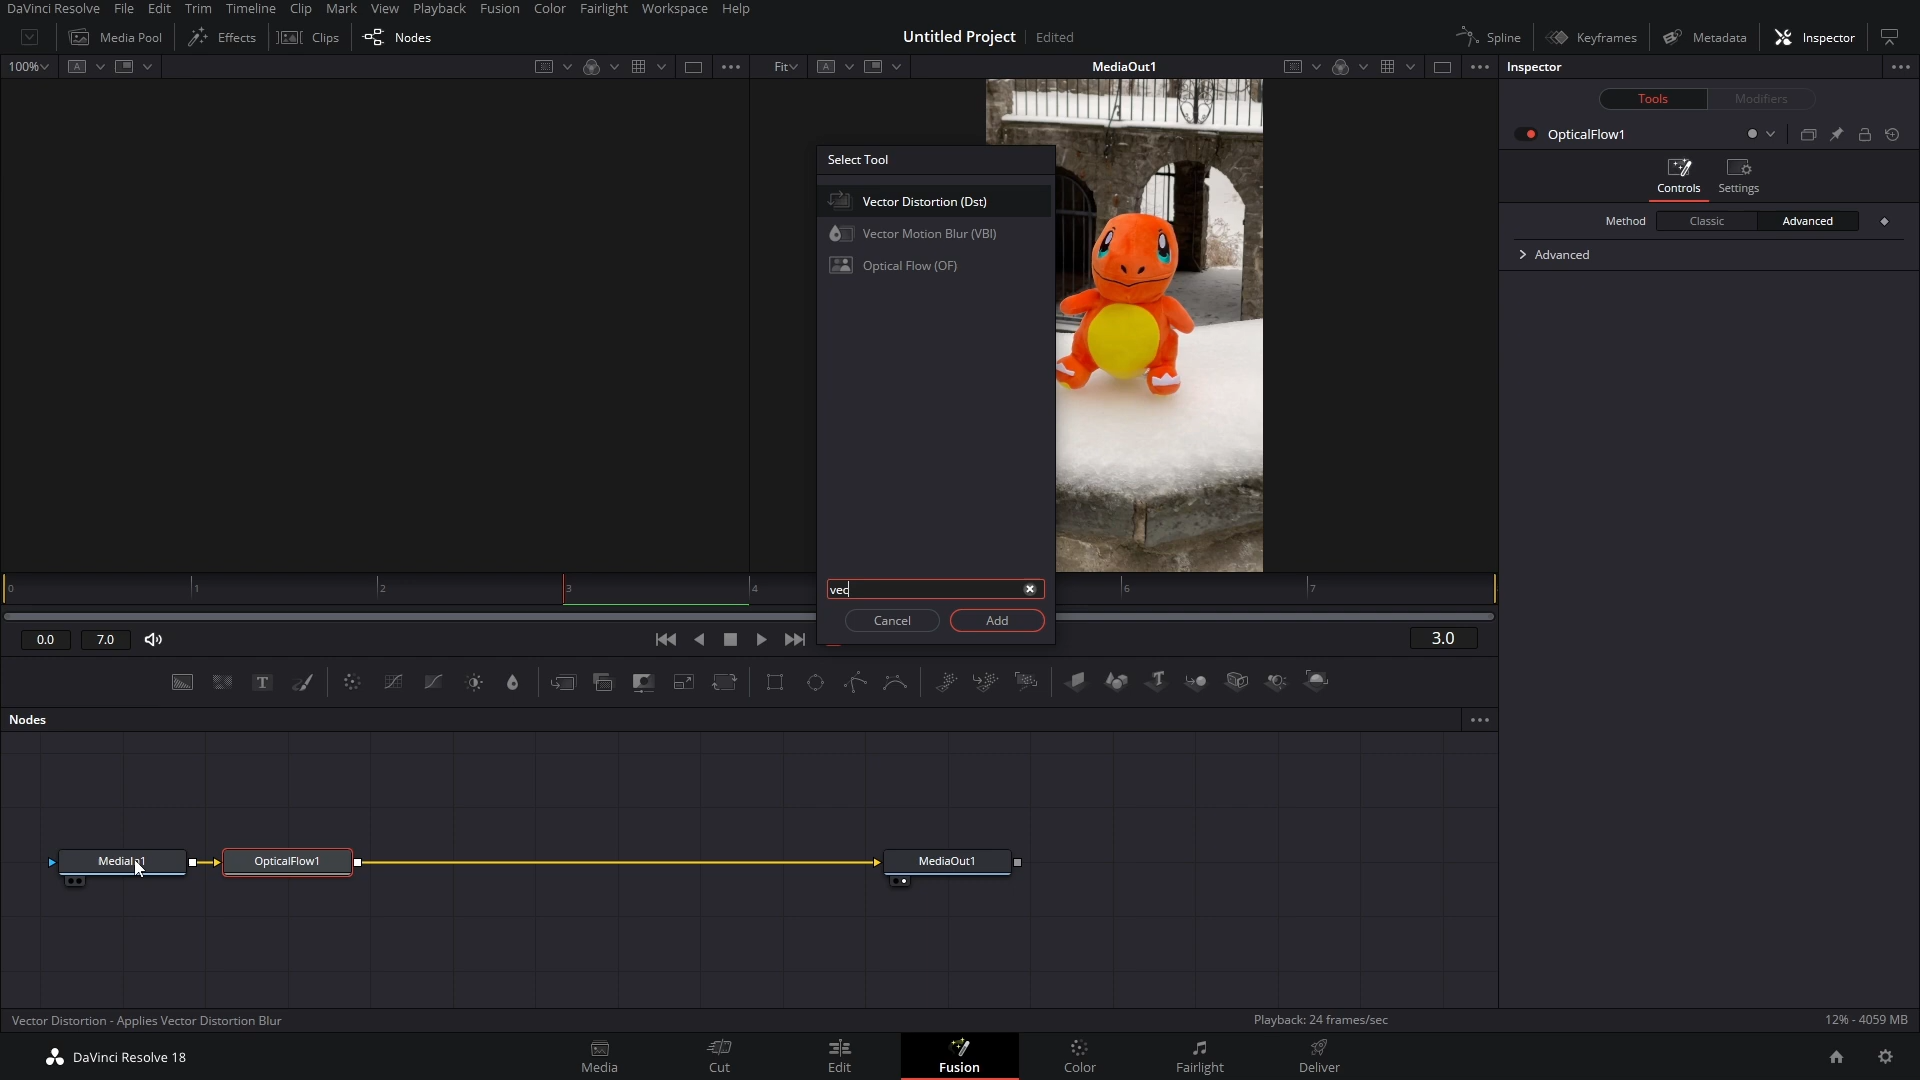 DaVinci Resolve File Edit Trim Timeline Clip Mark View Playback Fusion Color Fairlight Workspace Help
Media Pool Effects Clips Nodes Untitled Project Edited Spline Keyframes Metadata Inspector
100% A Fit A MediaOut1 Inspector
Tools Modifiers
OpticalFlow1
Controls Settings
Method Classic Advanced
Advanced
Select Tool
Vector Distortion (Dst)
Vector Motion Blur (VBl)
Optical Flow (OF)
vec
Cancel Add
0 1 2 3 4 6 7
0.0 7.0 3.0
T T
Nodes
MediaIn1 OpticalFlow1 MediaOut1
Vector Distortion - Applies Vector Distortion Blur Playback: 24 frames/sec 12% - 4059 MB
DaVinci Resolve 18 Media Cut Edit Fusion Color Fairlight Deliver